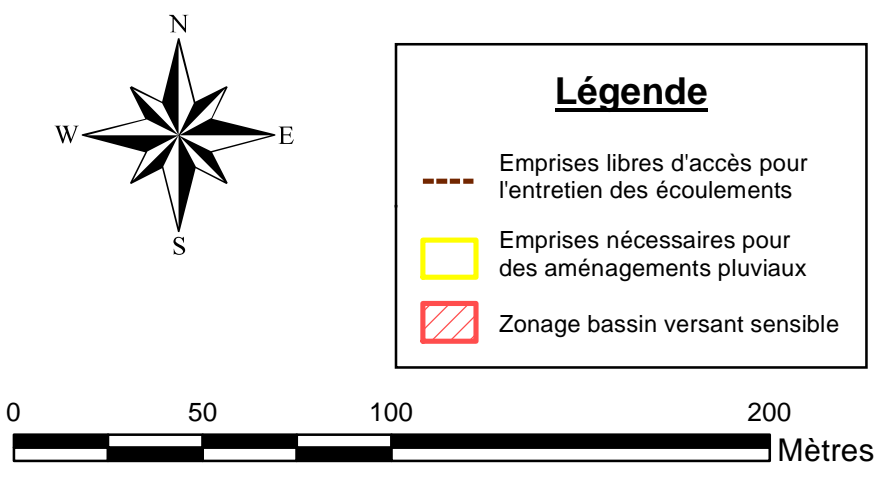 N
W E
S
Légende
Emprises libres d'accès pour
l'entretien des écoulements
Emprises nécessaires pour
des aménagements pluviaux
Zonage bassin versant sensible
0 50 100 200
Mètres